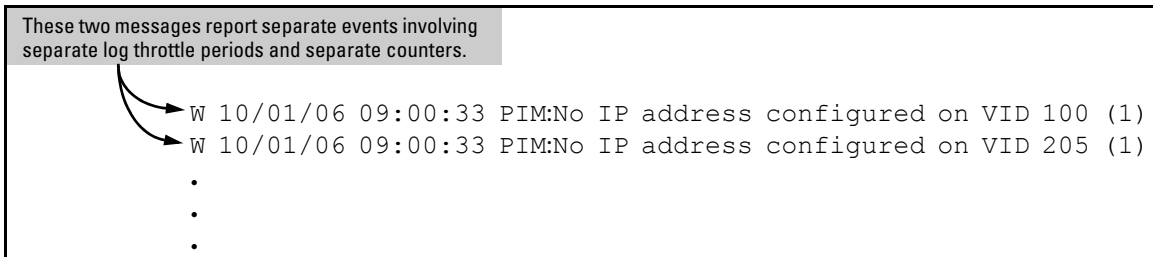 These two messages report separate events involving
separate log throttle periods and separate counters.
W 10/01/06 09:00:33 PIM:No IP address configured on VID 100 (1)
W 10/01/06 09:00:33 PIM:No IP address configured on VID 205 (1)
.
.
.